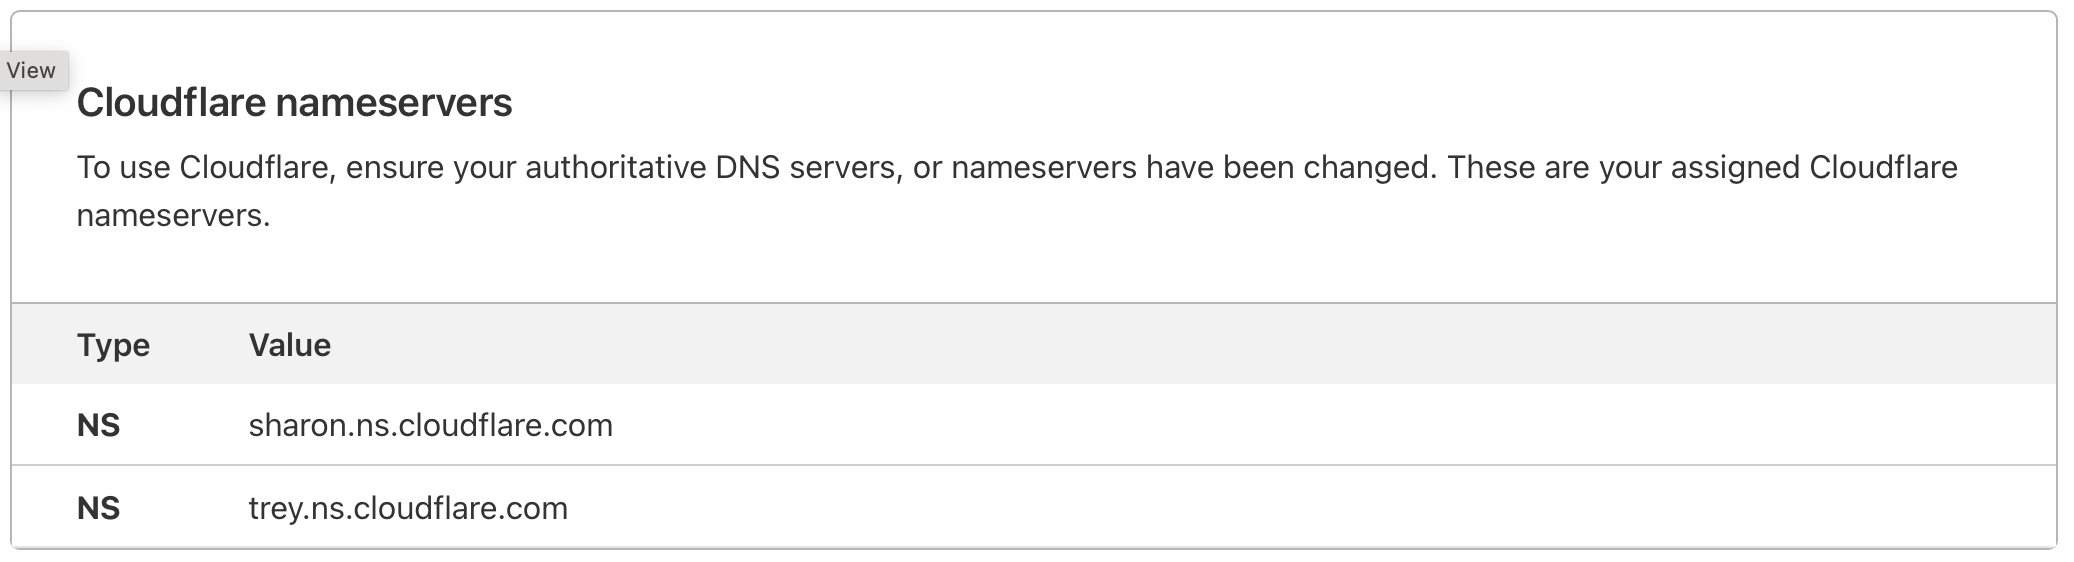 View
Cloudflare nameservers
To use Cloudflare, ensure your authoritative DNS servers, or nameservers have been changed. These are your assigned Cloudflare
nameservers.
Type Value
NS sharon.ns.cloudflare.com
NS trey.ns.cloudflare.com